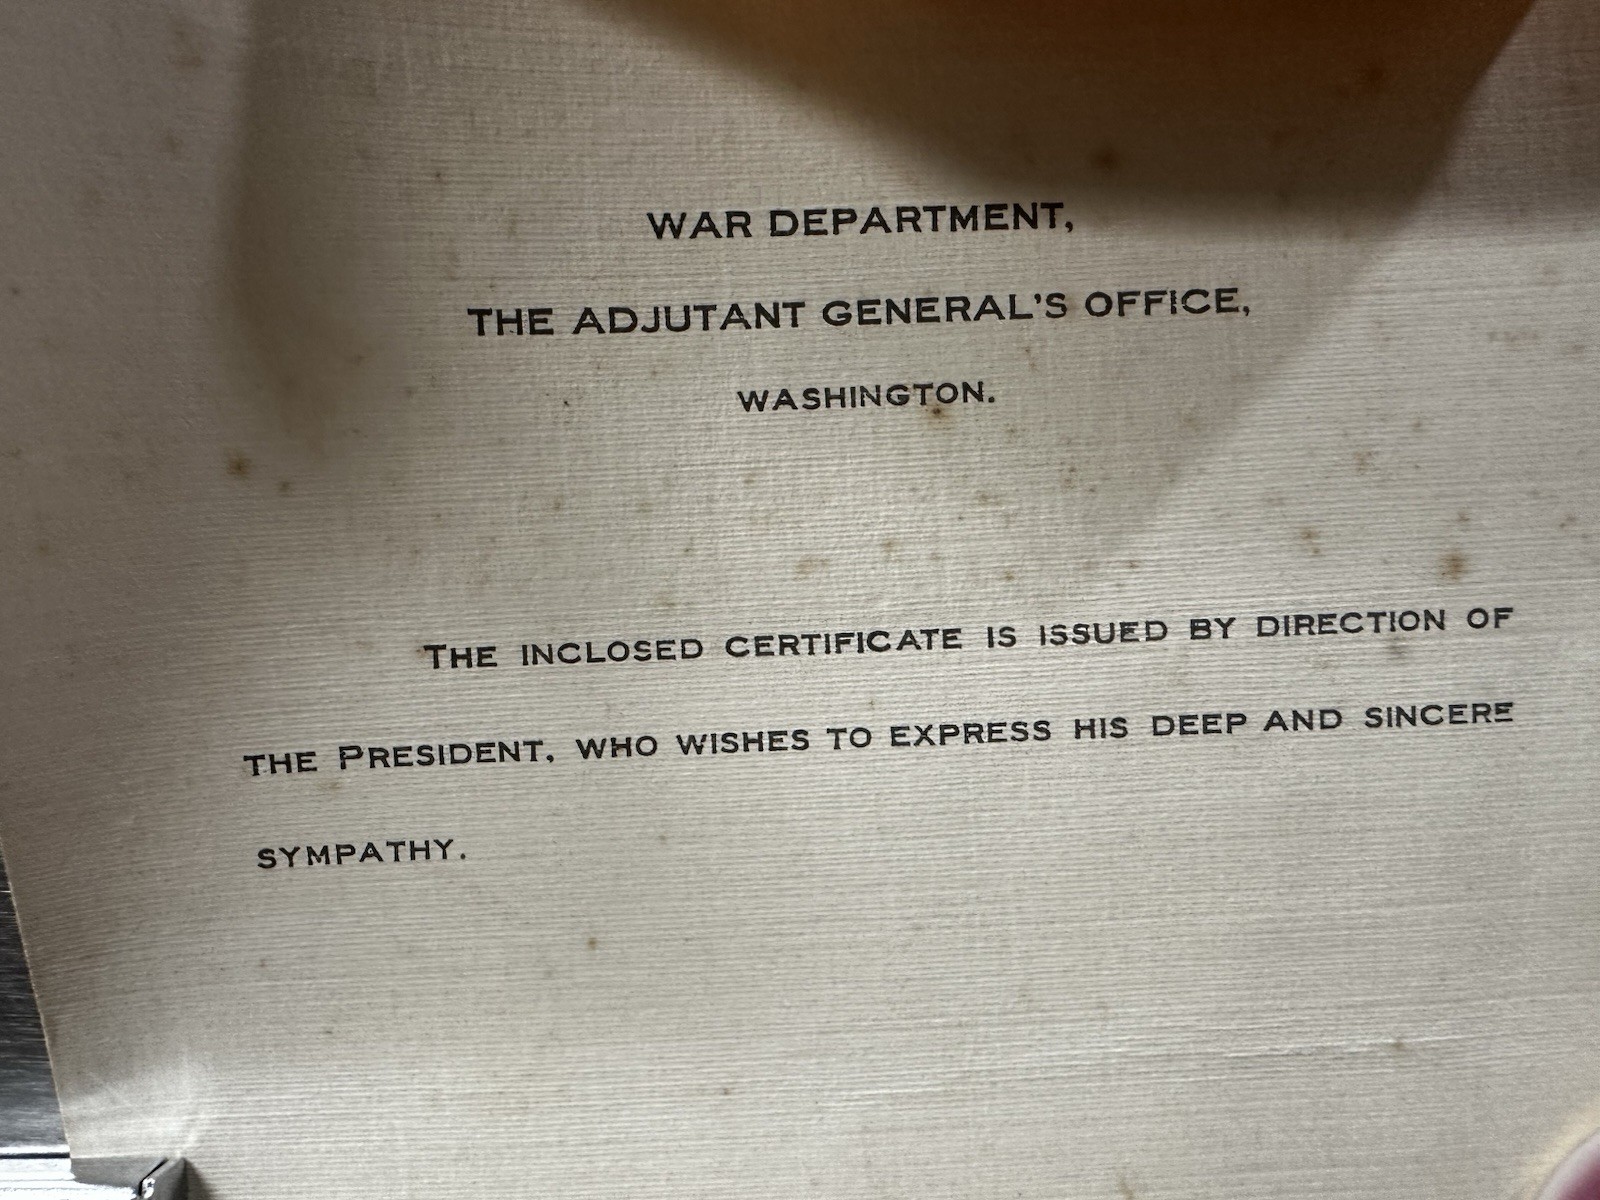 WAR DEPARTMENT,
THE ADJUTANT GENERAL'S OFFICE,
WASHINGTON.
THE INCLOSED CERTIFICATE IS ISSUED BY DIRECTION OF
THE PRESIDENT, WHO WISHES TO EXPRESS HIS DEEP AND SINCERE
SYMPATHY.